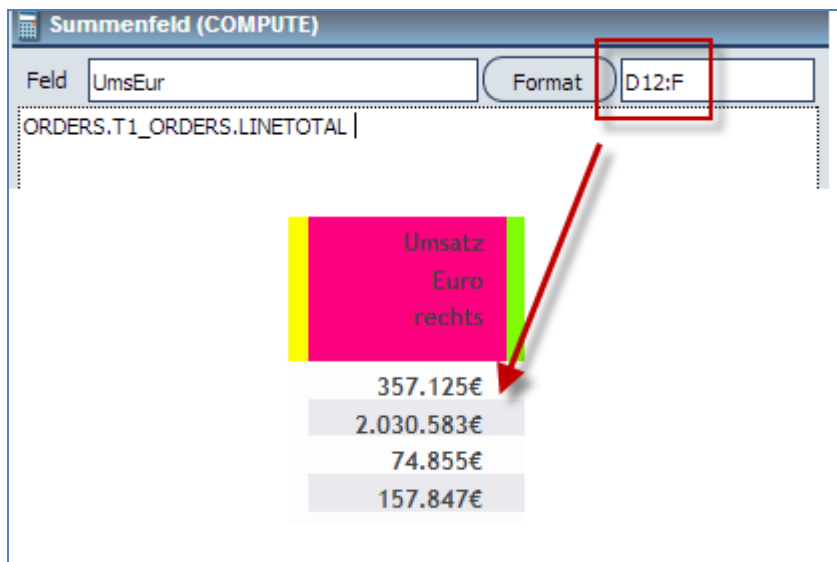 Summenfeld (COMPUTE)
Feld UmsEur Format D12:F
ORDERS.T1_ORDERS.LINETOTAL
Umsatz
Euro
rechts
357.125€
2.030.583€
74.855€
157.847€